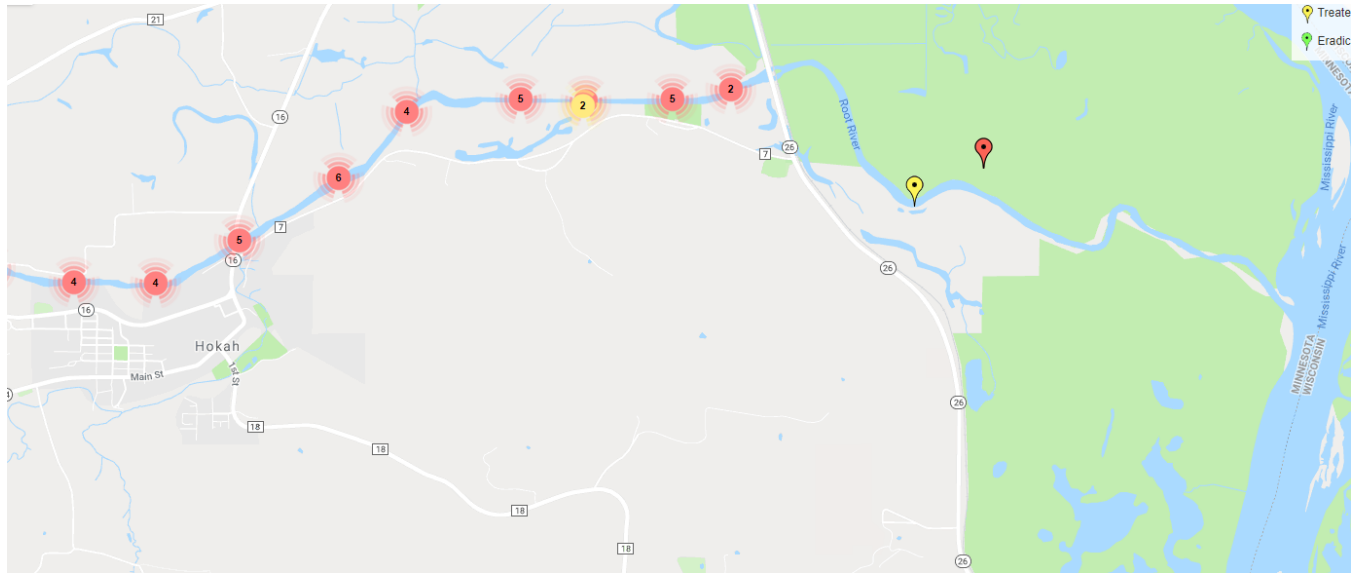 Treate
Eradic
21
5
2
5
2
4
16
Root River
26
7
6
7
5
16
4
4
16
26
Mississippi River
Mississippi River
Hokah
MINNESOTA
WISCONSIN
Main St
1st St
26
18
18
18
18
26